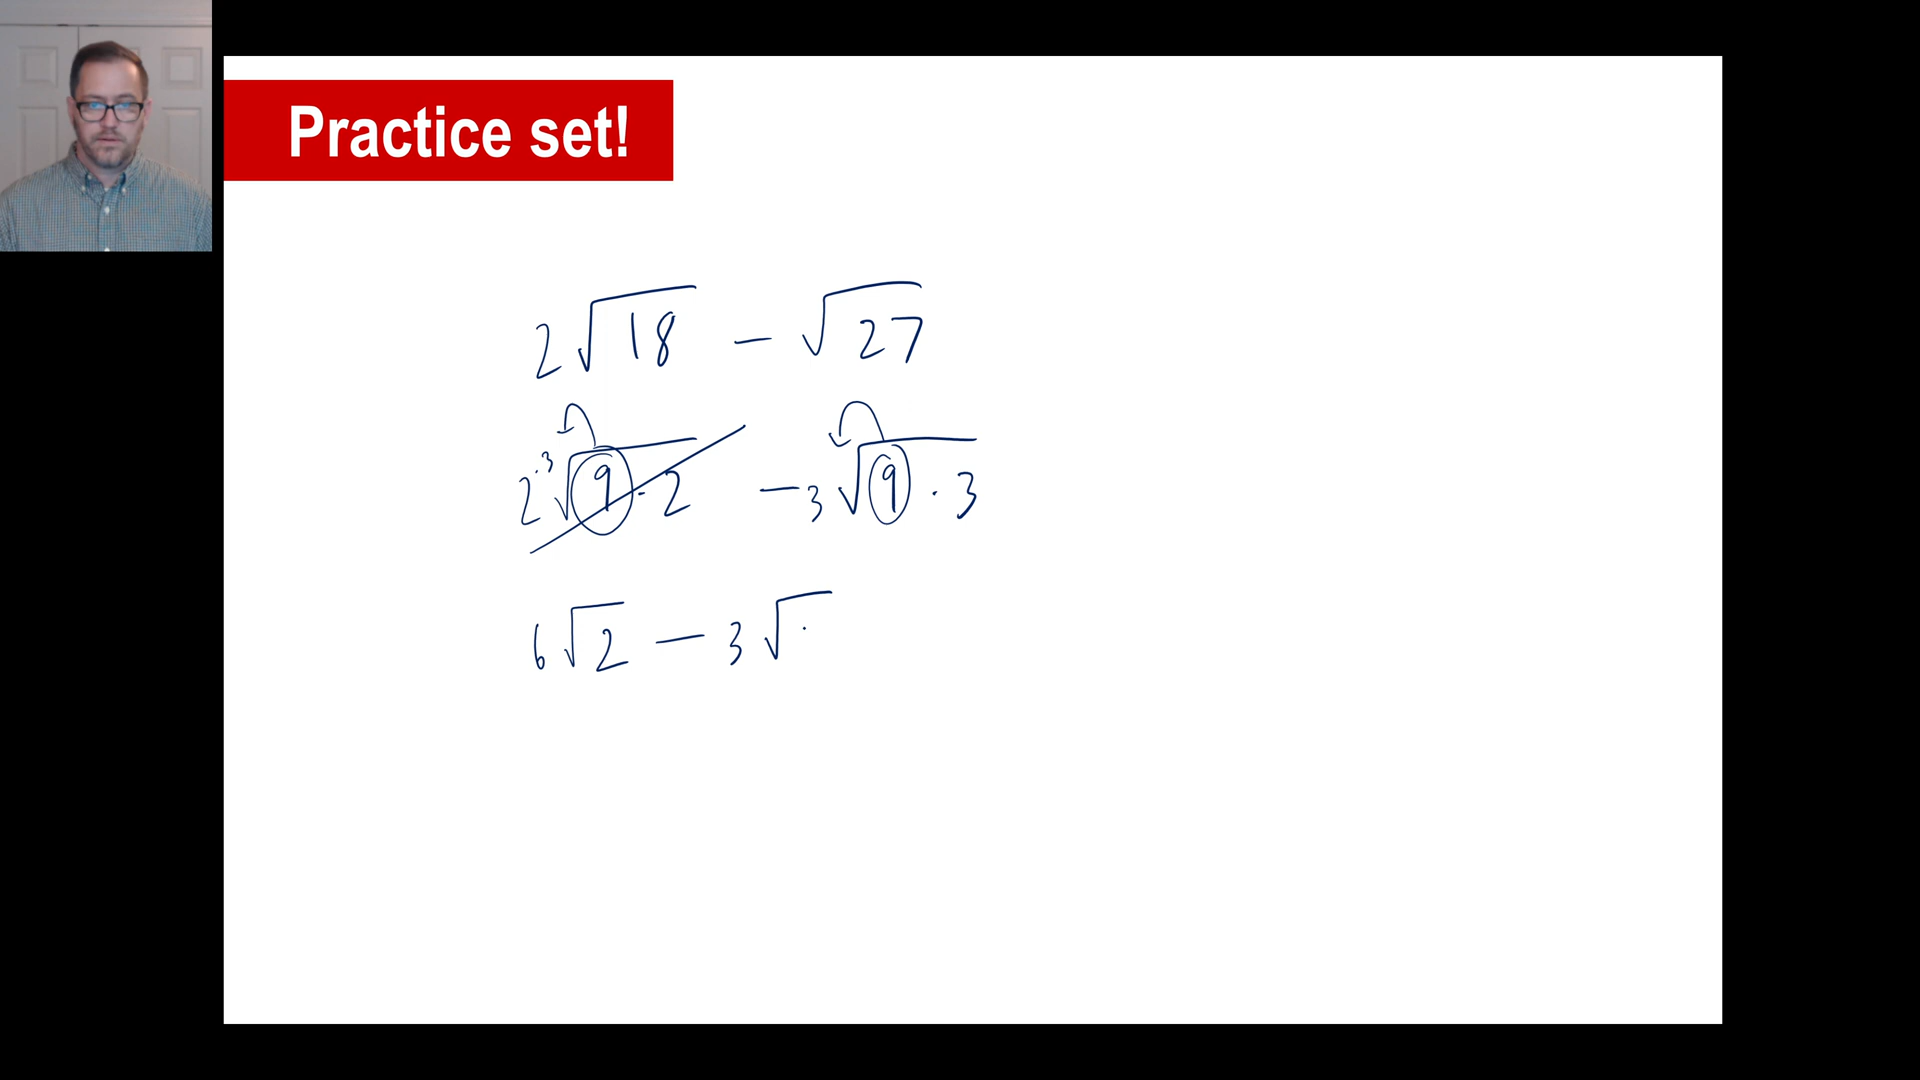 Practice set!
2√18 − √27
2·3√9·2 − 3√9·3
6√2 − 3√